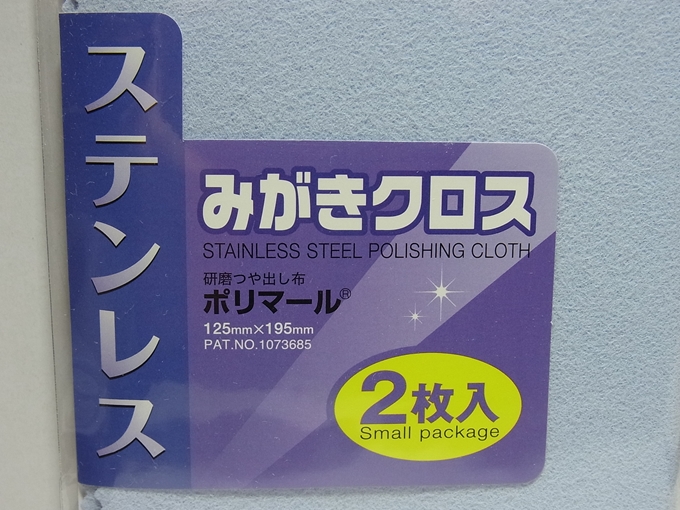 ステンレス
みがきクロス
STAINLESS STEEL POLISHING CLOTH
研磨つや出し布
ポリマール®
125mm×195mm
PAT.NO.1073685
2枚入
Small package